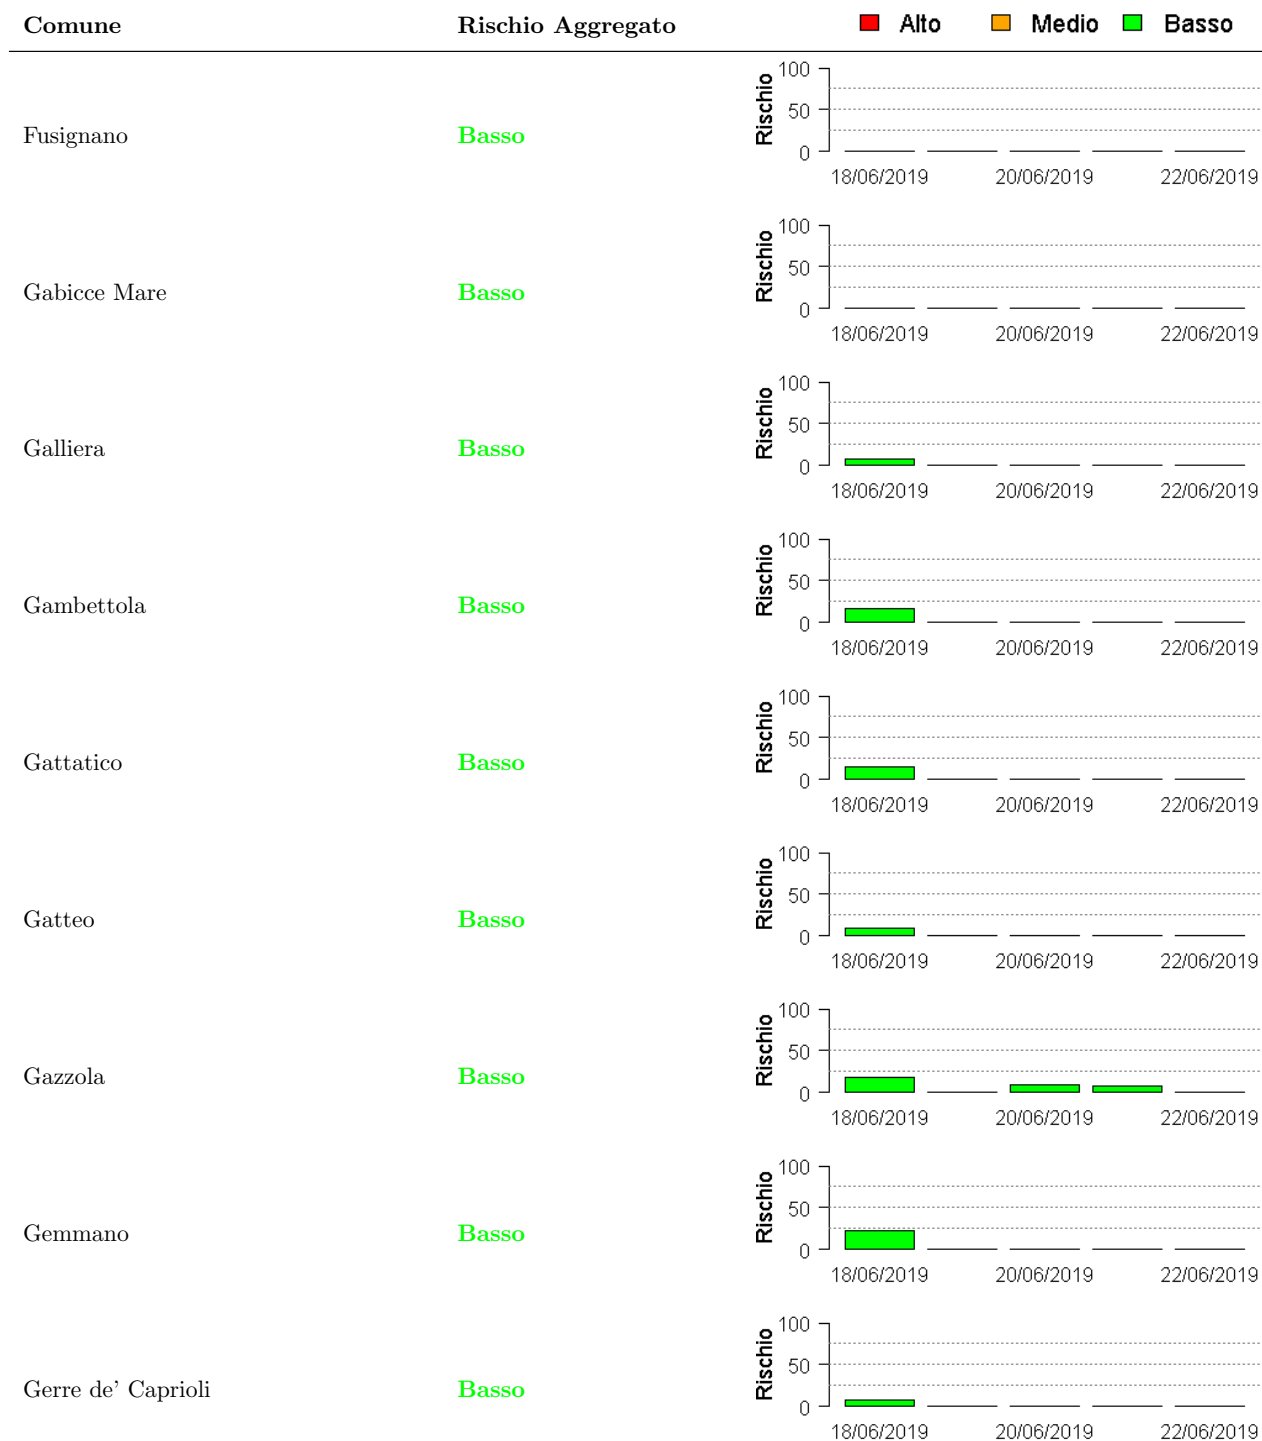 Comune Rischio Aggregato Alto Medio Basso
Fusignano Basso
Rischio
100
50
0
18/06/2019 20/06/2019 22/06/2019
Gabicce Mare Basso
Rischio
100
50
0
18/06/2019 20/06/2019 22/06/2019
Galliera Basso
Rischio
100
50
0
18/06/2019 20/06/2019 22/06/2019
Gambettola Basso
Rischio
100
50
0
18/06/2019 20/06/2019 22/06/2019
Gattatico Basso
Rischio
100
50
0
18/06/2019 20/06/2019 22/06/2019
Gatteo Basso
Rischio
100
50
0
18/06/2019 20/06/2019 22/06/2019
Gazzola Basso
Rischio
100
50
0
18/06/2019 20/06/2019 22/06/2019
Gemmano Basso
Rischio
100
50
0
18/06/2019 20/06/2019 22/06/2019
Gerre de' Caprioli Basso
Rischio
100
50
0
18/06/2019 20/06/2019 22/06/2019